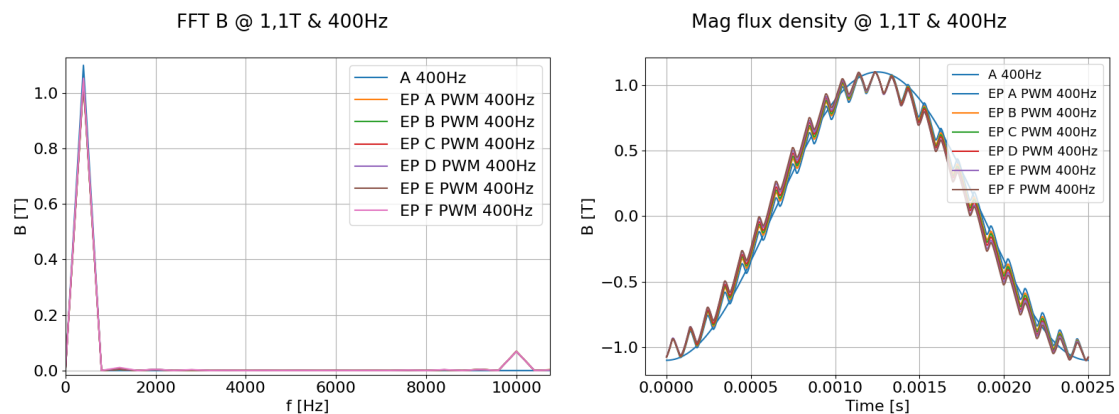 FFT B @ 1,1T & 400Hz
B [T]
1.0
0.8
0.6
0.4
0.2
0.0
0
2000
4000
6000
8000
10000
f [Hz]
A 400Hz
EP A PWM 400Hz
EP B PWM 400Hz
EP C PWM 400Hz
EP D PWM 400Hz
EP E PWM 400Hz
EP F PWM 400Hz
Mag flux density @ 1,1T & 400Hz
B [T]
1.0
0.5
0.0
−0.5
−1.0
0.0000
0.0005
0.0010
0.0015
0.0020
0.0025
Time [s]
A 400Hz
EP A PWM 400Hz
EP B PWM 400Hz
EP C PWM 400Hz
EP D PWM 400Hz
EP E PWM 400Hz
EP F PWM 400Hz